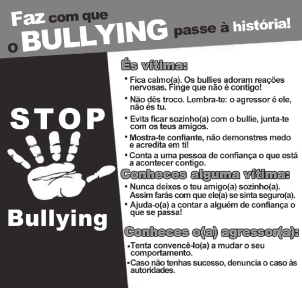 Faz com que
o BULLYING passe à história!
És vítima:
• Fica calmo(a). Os bullies adoram reações
nervosas. Finge que não é contigo!
• Não dês troco. Lembra-te: o agressor é ele,
não és tu.
• Evita ficar sozinho(a) com o bullie, junta-te
com os teus amigos.
• Mostra-te confiante, não demonstres medo
e acredita em ti!
• Conta a uma pessoa de confiança o que está
a acontecer contigo.
Conheces alguma vítima:
• Nunca deixes o teu amigo(a) sozinho(a).
Assim farás com que ele(a) se sinta seguro(a).
• Ajuda-o(a) a contar a alguém de confiança o
que se passa!
Conheces o(a) agressor(a):
•Tenta convencê-lo(a) a mudar o seu
comportamento.
•Caso não tenhas sucesso, denuncia o caso às
autoridades.
STOP
Bullying